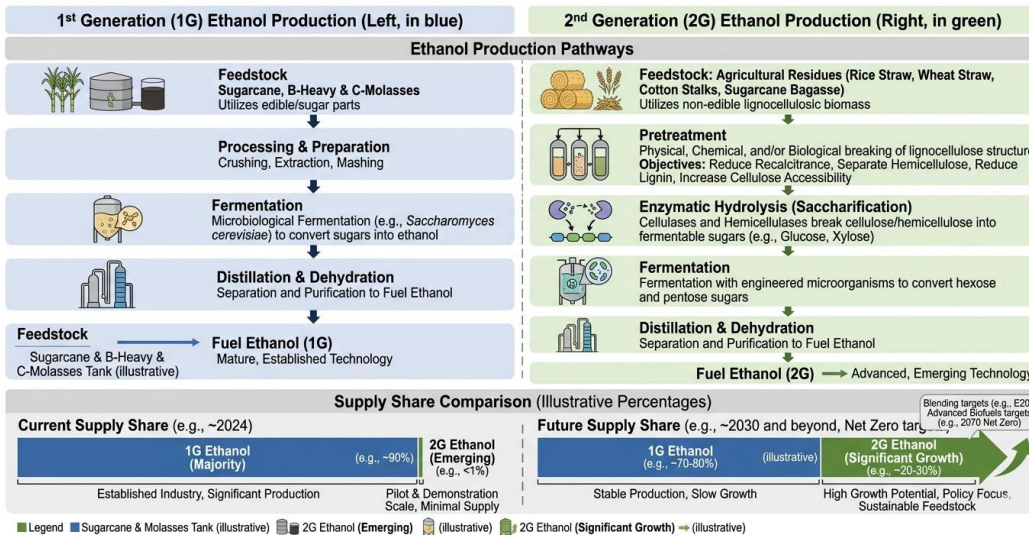 1st Generation (1G) Ethanol Production (Left, in blue)
2nd Generation (2G) Ethanol Production (Right, in green)
Ethanol Production Pathways
Feedstock
Sugarcane, B-Heavy & C-Molasses
Utilizes edible/sugar parts
Processing & Preparation
Crushing, Extraction, Mashing
Fermentation
Microbiological Fermentation (e.g., Saccharomyces
cerevisiae) to convert sugars into ethanol
Distillation & Dehydration
Separation and Purification to Fuel Ethanol
Feedstock
Sugarcane & B-Heavy &
C-Molasses Tank (illustrative)
Fuel Ethanol (1G)
Mature, Established Technology
Feedstock: Agricultural Residues (Rice Straw, Wheat Straw,
Cotton Stalks, Sugarcane Bagasse)
Utilizes non-edible lignocellulosic biomass
Pretreatment
Physical, Chemical, and/or Biological breaking of lignocellulose structure
Objectives: Reduce Recalcitrance, Separate Hemicellulose, Reduce
Lignin, Increase Cellulose Accessibility
Enzymatic Hydrolysis (Saccharification)
Cellulases and Hemicellulases break cellulose/hemicellulose into
fermentable sugars (e.g., Glucose, Xylose)
Fermentation
Fermentation with engineered microorganisms to convert hexose
and pentose sugars
Distillation & Dehydration
Separation and Purification to Fuel Ethanol
Fuel Ethanol (2G)
Advanced, Emerging Technology
Supply Share Comparison (Illustrative Percentages)
Current Supply Share (e.g., ~2024)
1G Ethanol
(Majority)
(e.g., ~90%)
2G Ethanol
(Emerging)
(e.g., <1%)
Established Industry, Significant Production
Pilot & Demonstration
Scale, Minimal Supply
Future Supply Share (e.g., ~2030 and beyond, Net Zero
Blending targets (e.g., E20
Advanced Biofuels targets
(e.g., 2070 Net Zero)
1G Ethanol
(e.g., ~70-80%)
(illustrative)
2G Ethanol
(Significant Growth)
(e.g., ~20-30%)
Stable Production, Slow Growth
High Growth Potential, Policy Focus,
Sustainable Feedstock
Legend
Sugarcane & Molasses Tank (illustrative)
2G Ethanol (Emerging)
(illustrative)
2G Ethanol (Significant Growth)
(illustrative)